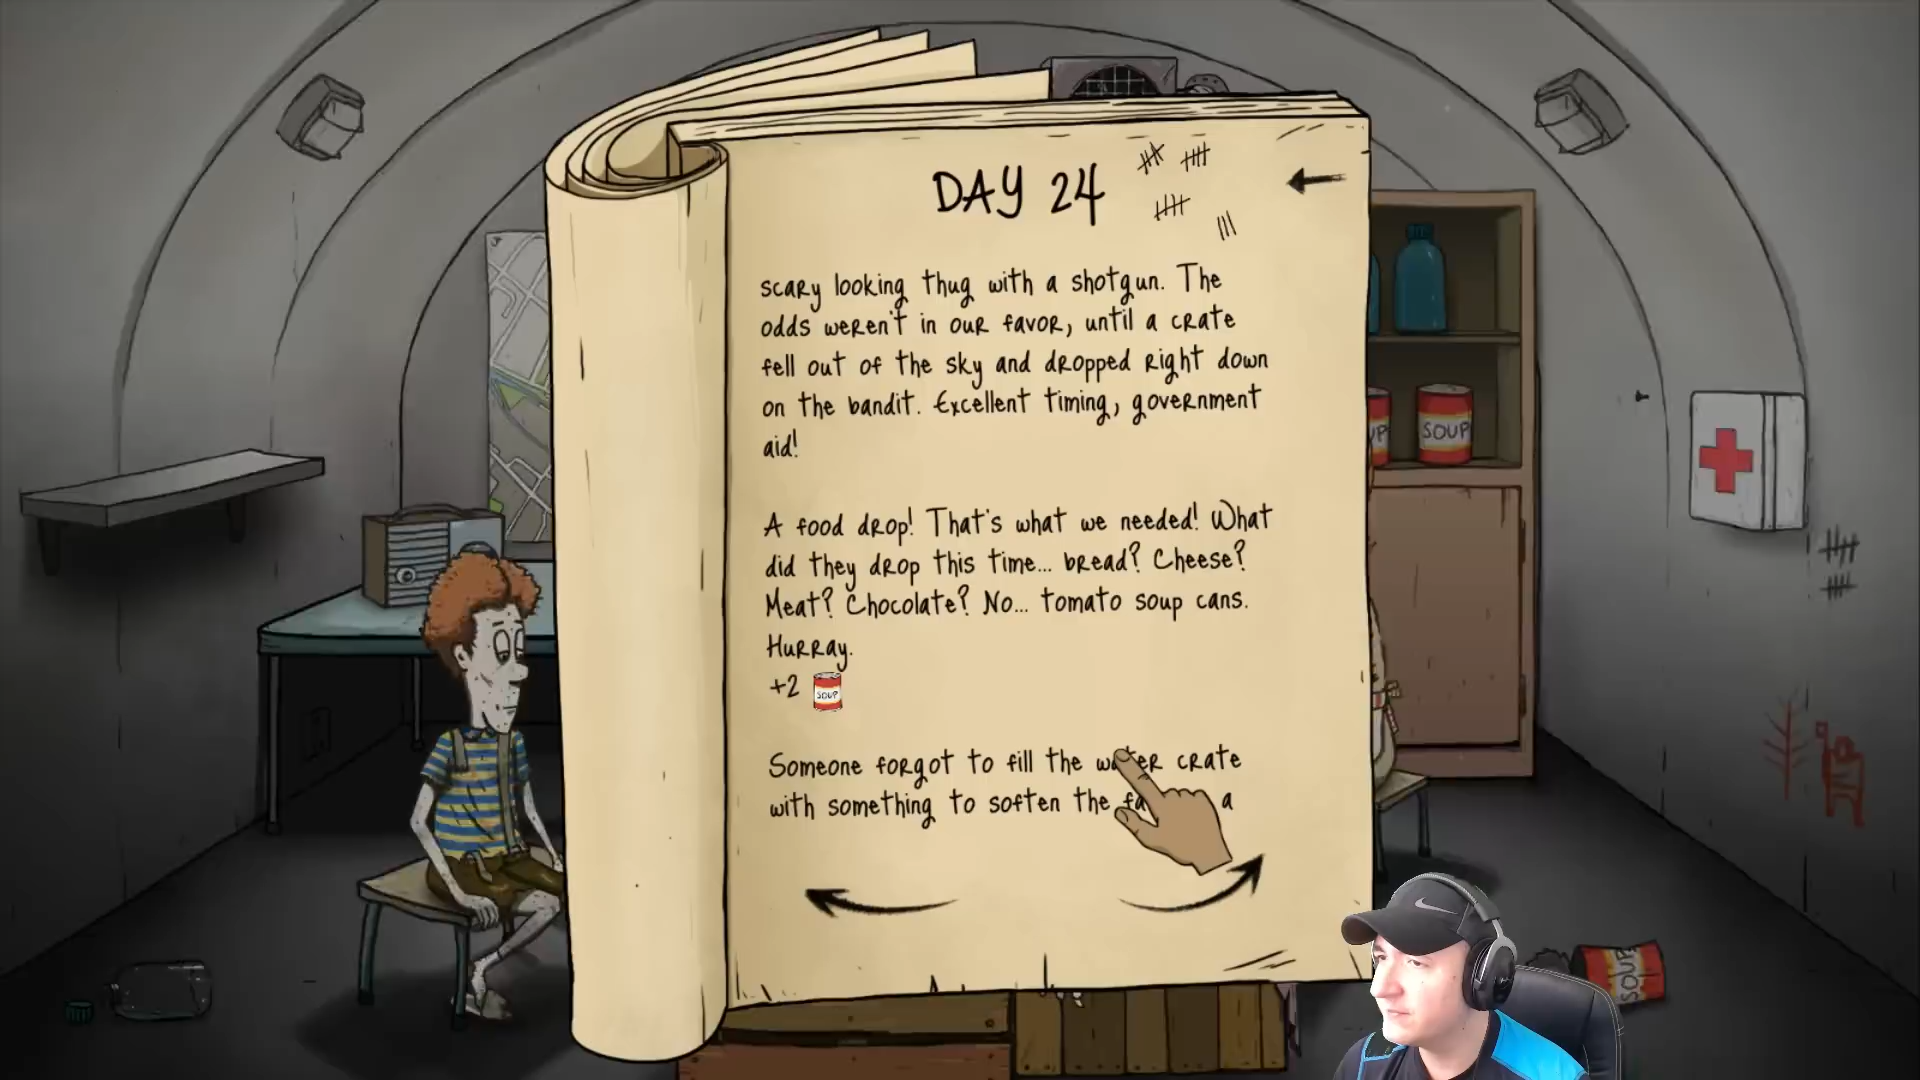 DAY 24
scary looking thug with a shotgun. The
odds weren't in our favor, until a crate
fell out of the sky and dropped right down
on the bandit. Excellent timing, government
aid!
A food drop! That's what we needed! What
did they drop this time... bread? Cheese?
Meat? Chocolate? No... tomato soup cans.
Hurray.
+2 SOUP
Someone forgot to fill the crate
with something to soften the a
SOUP
SOUP